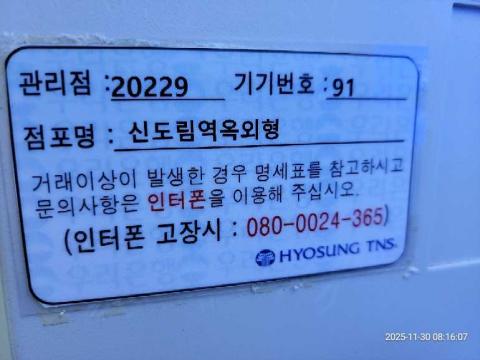 관리점 : 20229 기기번호 : 91
점포명 : 신도림역옥외형
거래이상이 발생한 경우 명세표를 참고하시고
문의사항은 인터폰을 이용해 주십시오.
(인터폰 고장시 : 080-0024-365)
HYOSUNG TNS.
2025-11-30 08:16:07